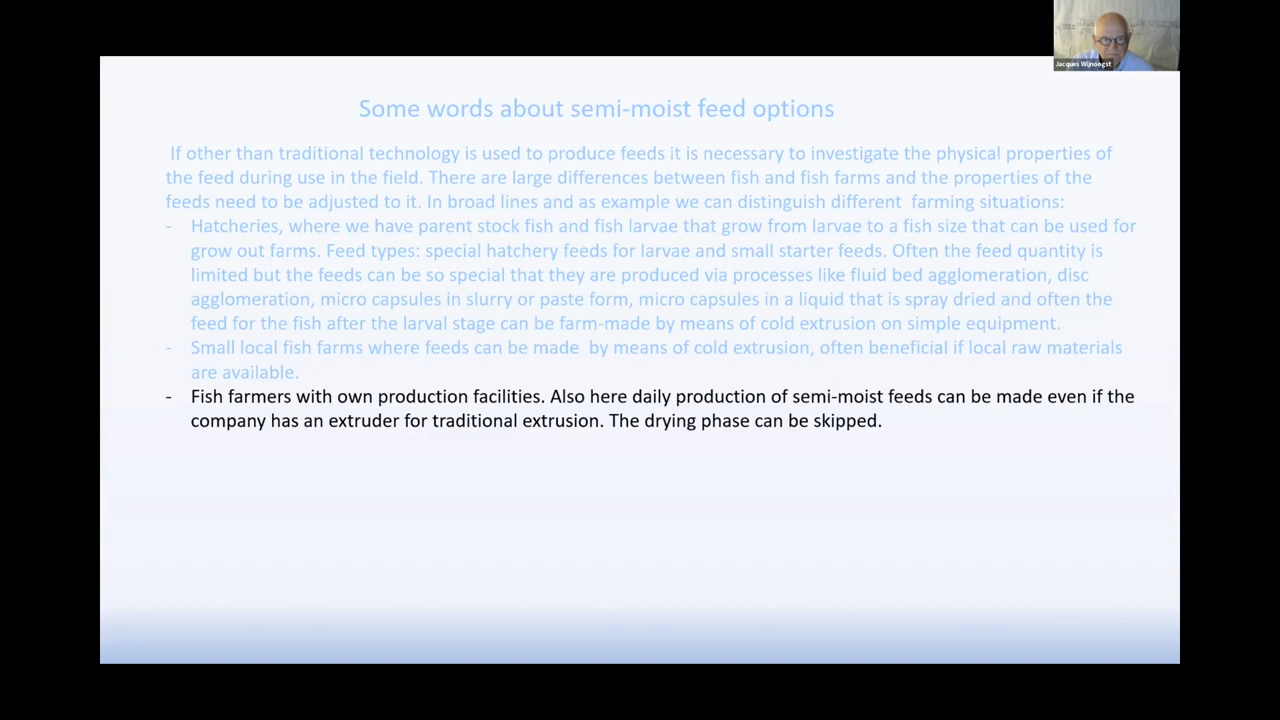 Jacques Wijnoogst
Some words about semi-moist feed options
If other than traditional technology is used to produce feeds it is necessary to investigate the physical properties of
the feed during use in the field. There are large differences between fish and fish farms and the properties of the
feeds need to be adjusted to it. In broad lines and as example we can distinguish different farming situations:
- Hatcheries, where we have parent stock fish and fish larvae that grow from larvae to a fish size that can be used for
grow out farms. Feed types: special hatchery feeds for larvae and small starter feeds. Often the feed quantity is
limited but the feeds can be so special that they are produced via processes like fluid bed agglomeration, disc
agglomeration, micro capsules in slurry or paste form, micro capsules in a liquid that is spray dried and often the
feed for the fish after the larval stage can be farm-made by means of cold extrusion on simple equipment.
- Small local fish farms where feeds can be made by means of cold extrusion, often beneficial if local raw materials
are available.
- Fish farmers with own production facilities. Also here daily production of semi-moist feeds can be made even if the
company has an extruder for traditional extrusion. The drying phase can be skipped.